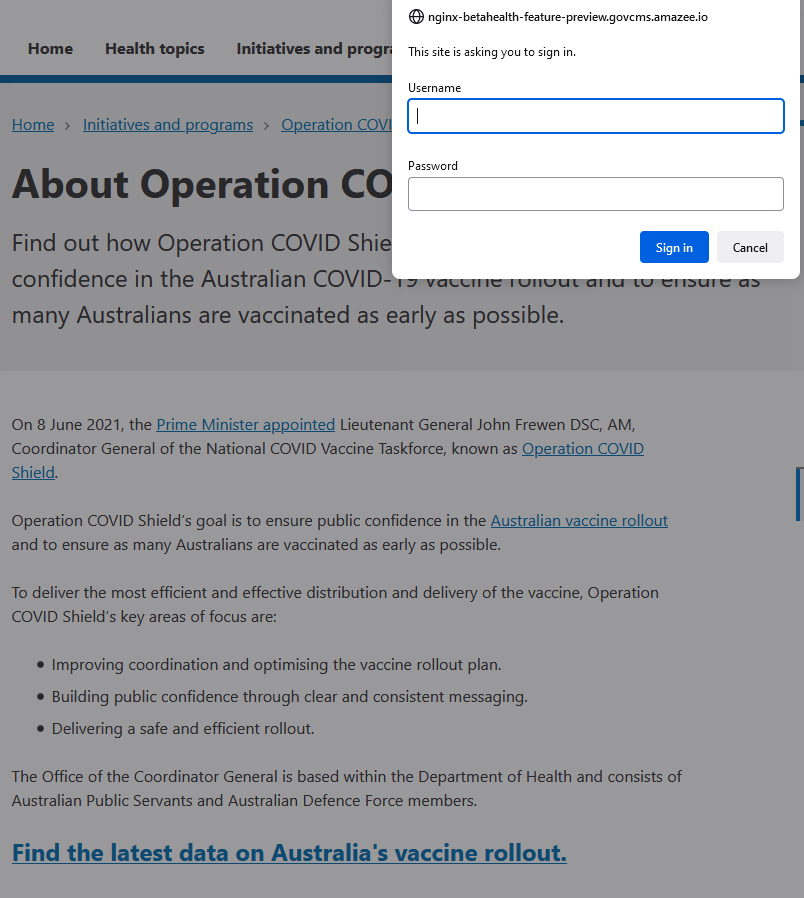 nginx-betahealth-feature-preview.govcms.amazee.io
This site is asking you to sign in.
Username
Password
Sign in Cancel
Home Health topics Initiatives and progra
Home > Initiatives and programs > Operation COVI
About Operation CO
Find out how Operation COVID Shie
confidence in the Australian COVID-19 vaccine rollout and to ensure as
many Australians are vaccinated as early as possible.
On 8 June 2021, the Prime Minister appointed Lieutenant General John Frewen DSC, AM,
Coordinator General of the National COVID Vaccine Taskforce, known as Operation COVID
Shield.
Operation COVID Shield’s goal is to ensure public confidence in the Australian vaccine rollout
and to ensure as many Australians are vaccinated as early as possible.
To deliver the most efficient and effective distribution and delivery of the vaccine, Operation
COVID Shield’s key areas of focus are:
• Improving coordination and optimising the vaccine rollout plan.
• Building public confidence through clear and consistent messaging.
• Delivering a safe and efficient rollout.
The Office of the Coordinator General is based within the Department of Health and consists of
Australian Public Servants and Australian Defence Force members.
Find the latest data on Australia's vaccine rollout.